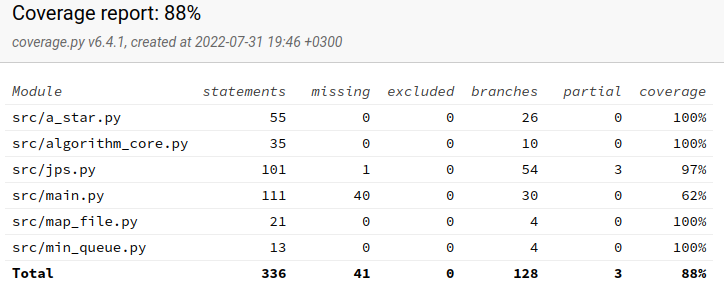 Coverage report: 88%
coverage.py v6.4.1, created at 2022-07-31 19:46 +0300
Module statements missing excluded branches partial coverage
src/a_star.py 55 0 0 26 0 100%
src/algorithm_core.py 35 0 0 10 0 100%
src/jps.py 101 1 0 54 3 97%
src/main.py 111 40 0 30 0 62%
src/map_file.py 21 0 0 4 0 100%
src/min_queue.py 13 0 0 4 0 100%
Total 336 41 0 128 3 88%